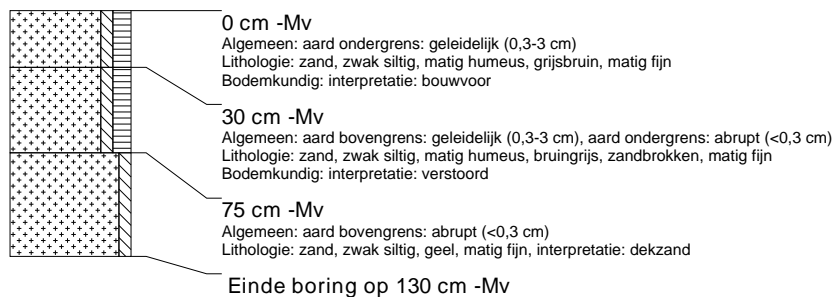 0 cm -Mv
Algemeen: aard ondergrens: geleidelijk (0,3-3 cm)
Lithologie: zand, zwak siltig, matig humeus, grijsbruin, matig fijn
Bodemkundig: interpretatie: bouwvoor
30 cm -Mv
Algemeen: aard bovengrens: geleidelijk (0,3-3 cm), aard ondergrens: abrupt (<0,3 cm)
Lithologie: zand, zwak siltig, matig humeus, bruingrijs, zandbrokken, matig fijn
Bodemkundig: interpretatie: verstoord
75 cm -Mv
Algemeen: aard bovengrens: abrupt (<0,3 cm)
Lithologie: zand, zwak siltig, geel, matig fijn, interpretatie: dekzand
Einde boring op 130 cm -Mv